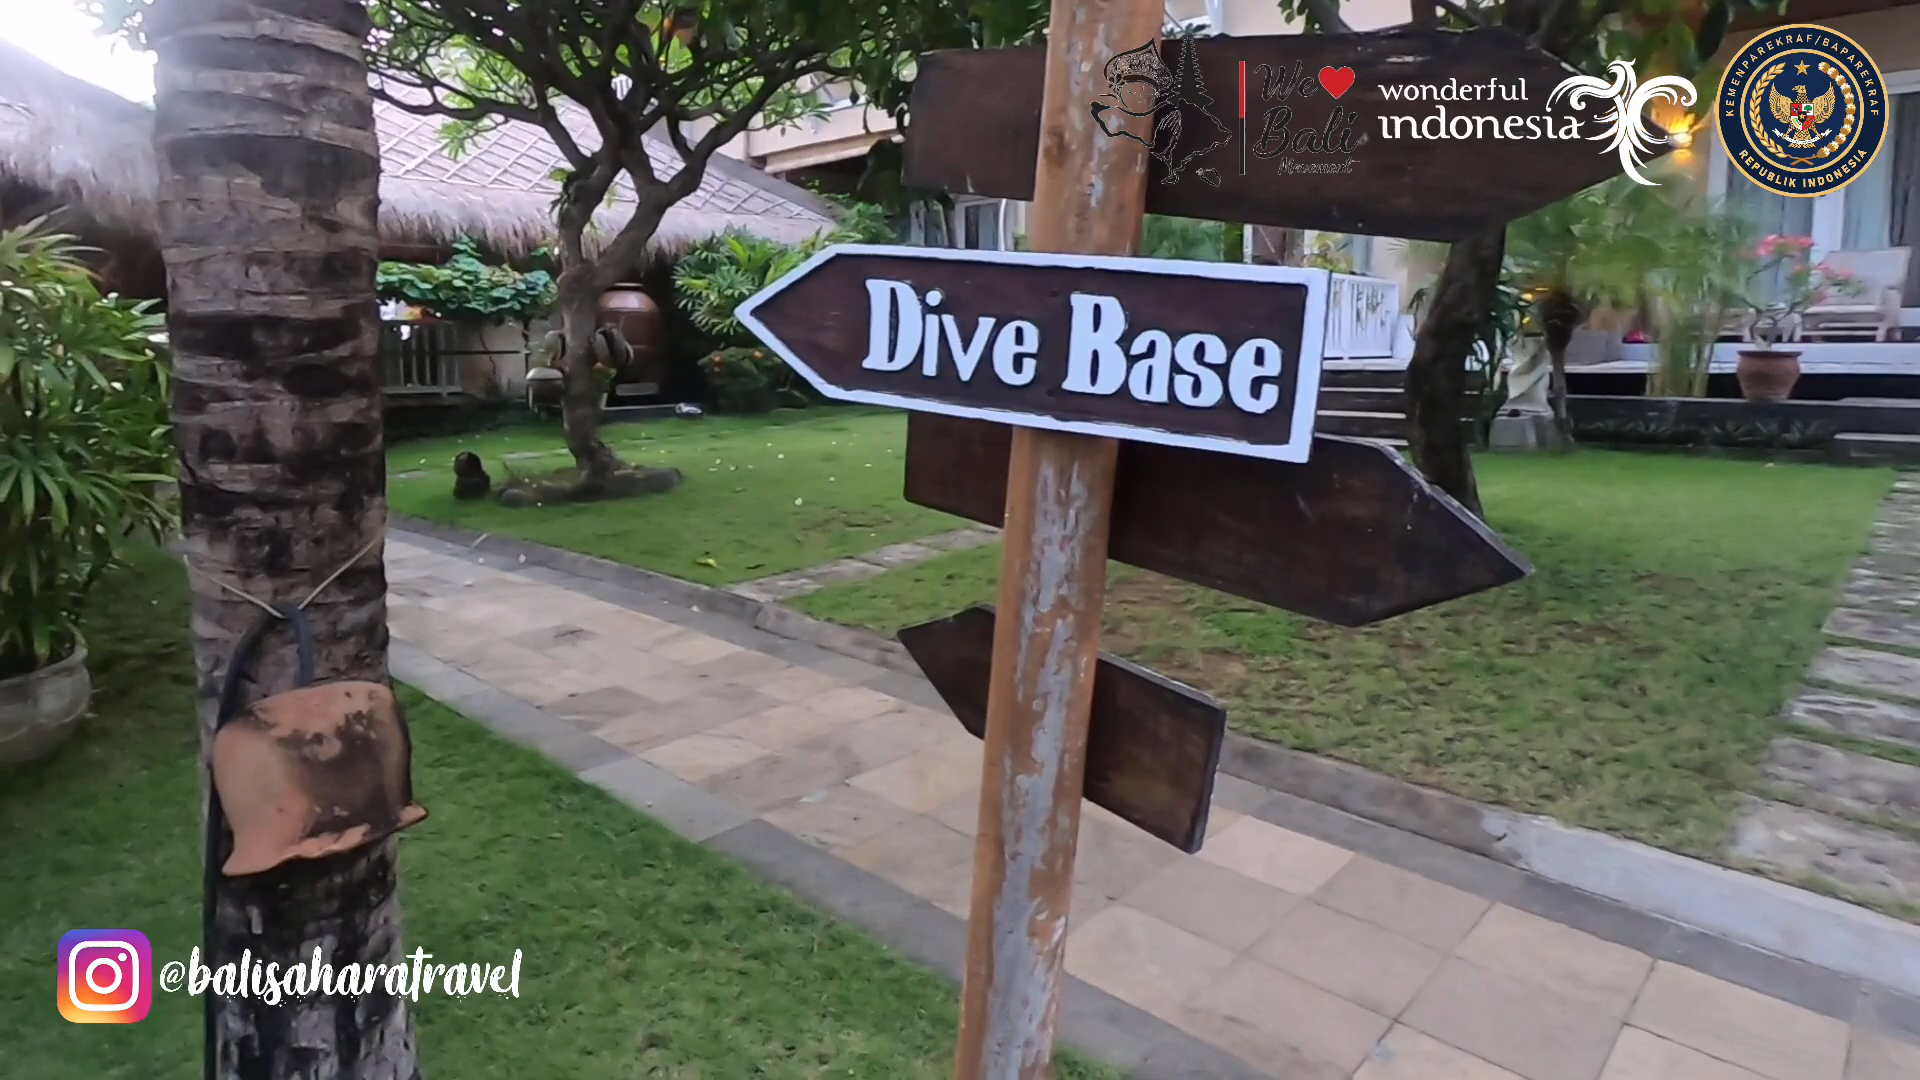 We
Bali
Movement
wonderful
indonesia
KEMENPAREKRAF/BAPAREKRAF
REPUBLIK INDONESIA
Dive Base
@balisaharatravel